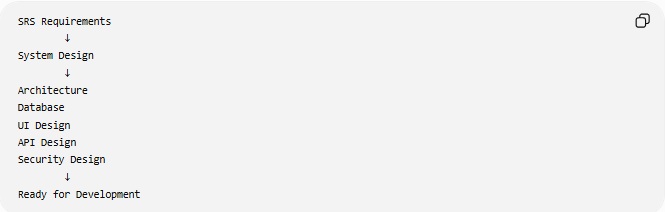 SRS Requirements
↓
System Design
↓
Architecture
Database
UI Design
API Design
Security Design
↓
Ready for Development